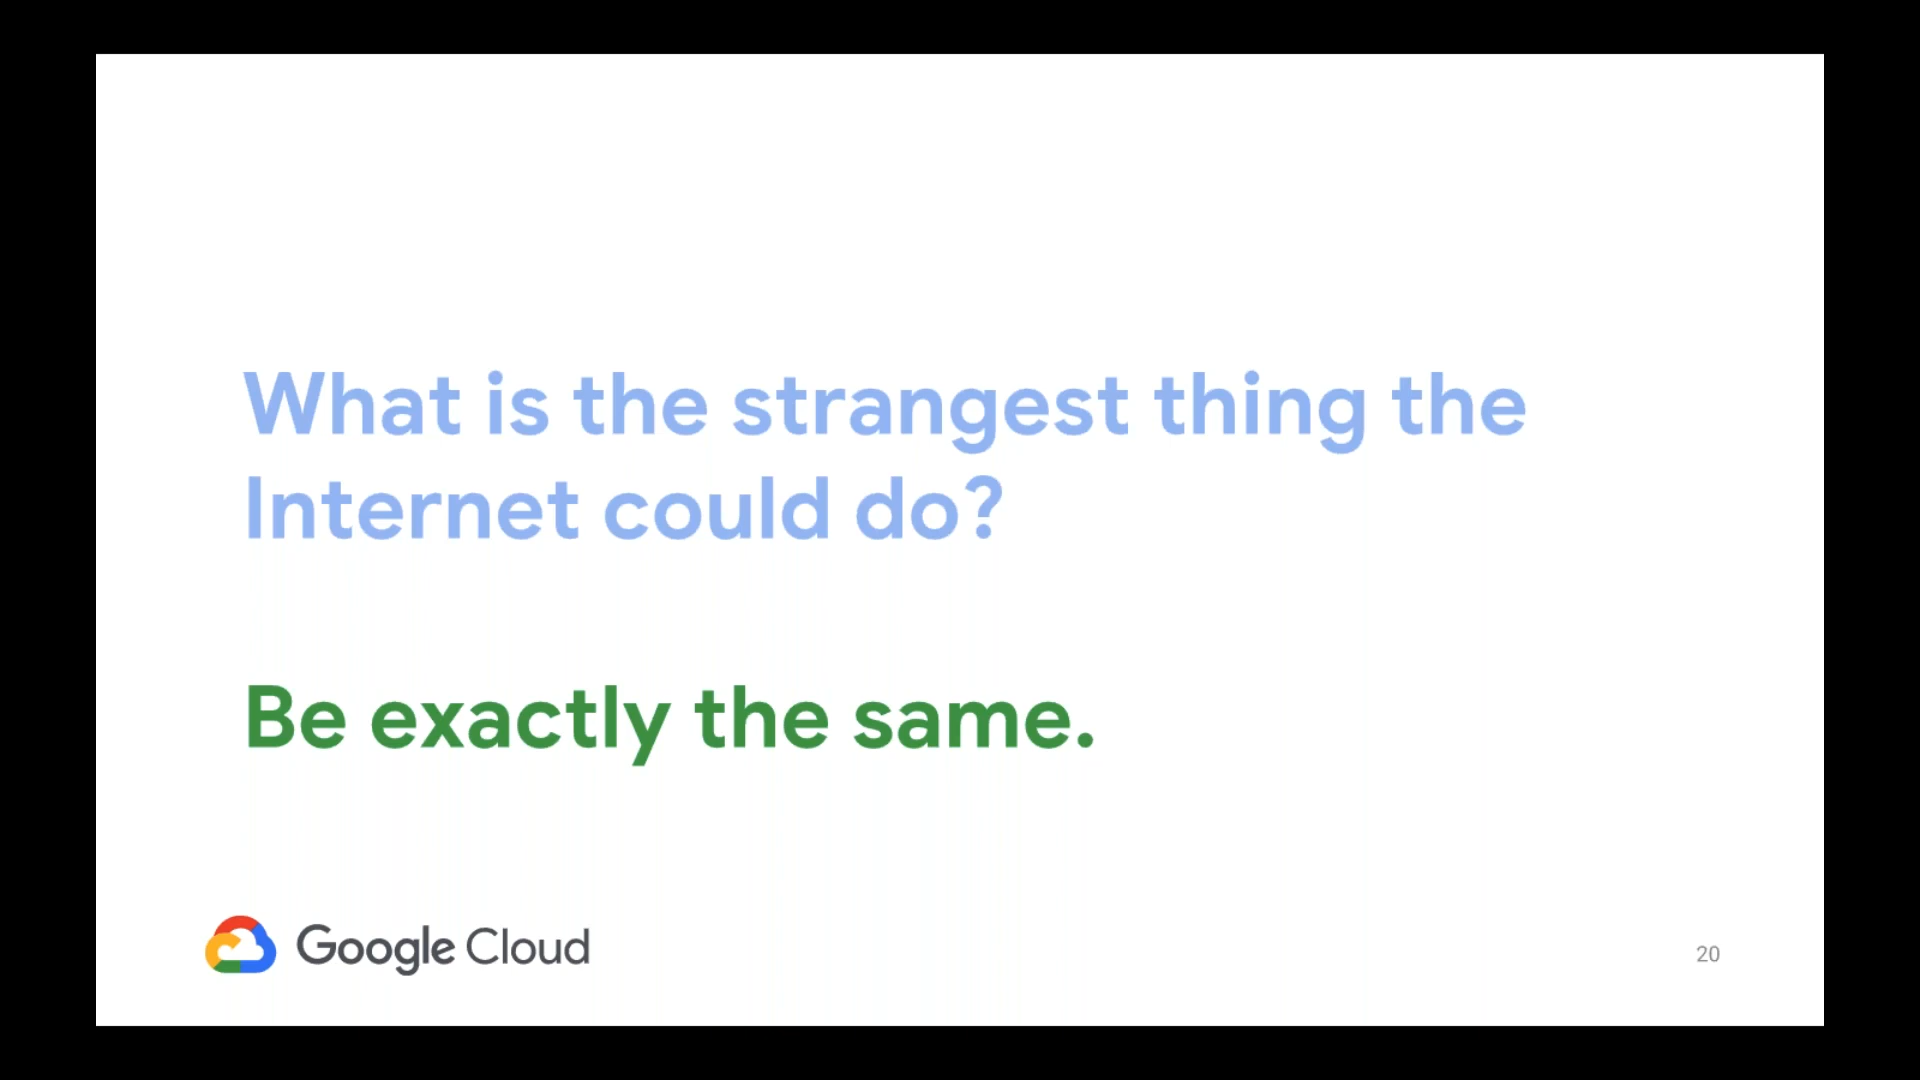 What is the strangest thing the
Internet could do?
Be exactly the same.
Google Cloud
20